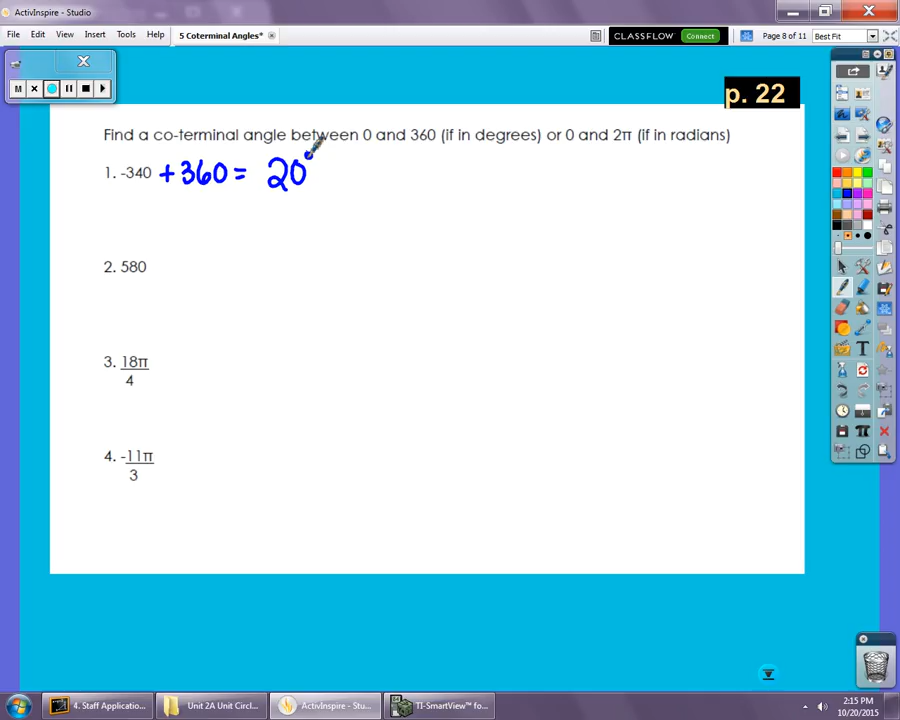 ActivInspire - Studio
File Edit View Insert Tools Help
5 Coterminal Angles*
CLASSFLOW Connect
Page 8 of 11
Best Fit
M
p. 22
Find a co-terminal angle between 0 and 360 (if in degrees) or 0 and 2π (if in radians)
1. -340 +360 = 20°
2. 580
3. 18π
4
4. -11π
3
4. Staff Applicatio...
Unit 2A Unit Circ...
ActivInspire - Stu...
TI-SmartView™ fo...
2:15 PM
10/20/2015